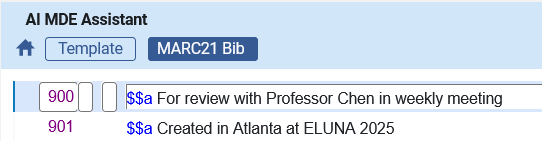 AI MDE Assistant
Template MARC21 Bib
900 $$a For review with Professor Chen in weekly meeting
901 $$a Created in Atlanta at ELUNA 2025